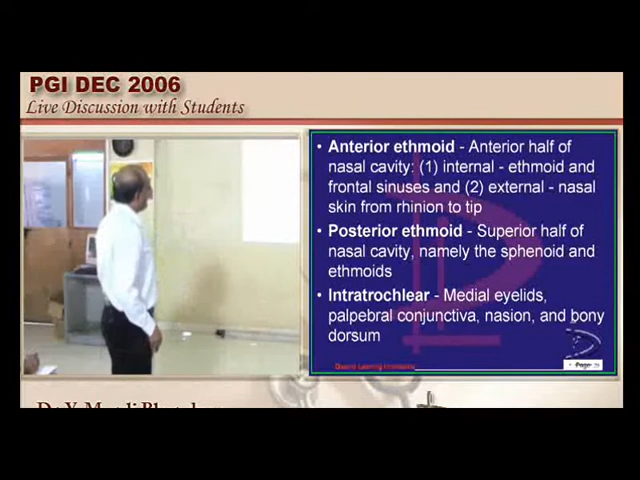 PGI DEC 2006
Live Discussion with Students
• Anterior ethmoid - Anterior half of
nasal cavity: (1) internal - ethmoid and
frontal sinuses and (2) external - nasal
skin from rhinion to tip
• Posterior ethmoid - Superior half of
nasal cavity, namely the sphenoid and
ethmoids
• Intratrochlear - Medial eyelids,
palpebral conjunctiva, nasion, and bony
dorsum
Page